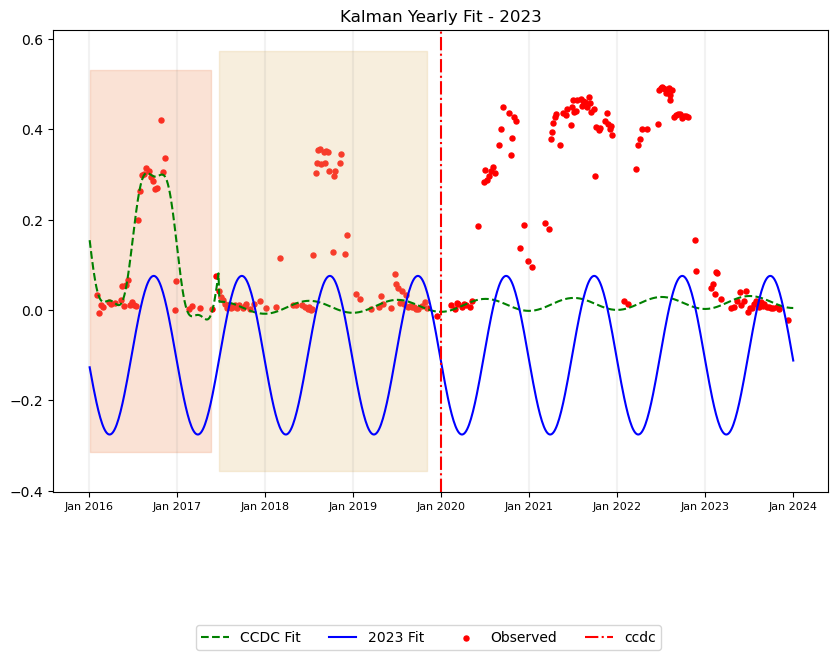 Kalman Yearly Fit - 2023
0.6
0.4
0.2
0.0
−0.2
−0.4
Jan 2016 Jan 2017 Jan 2018 Jan 2019 Jan 2020 Jan 2021 Jan 2022 Jan 2023 Jan 2024
CCDC Fit 2023 Fit Observed ccdc